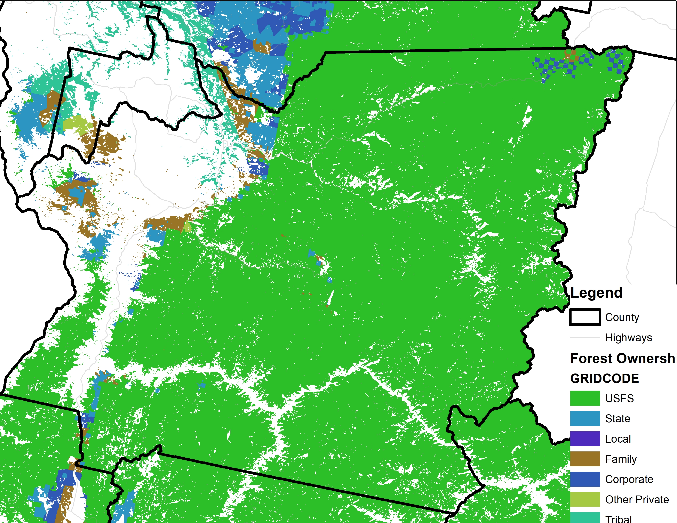 Legend
County
Highways
Forest Ownersh
GRIDCODE
USFS
State
Local
Family
Corporate
Other Private
Tribal